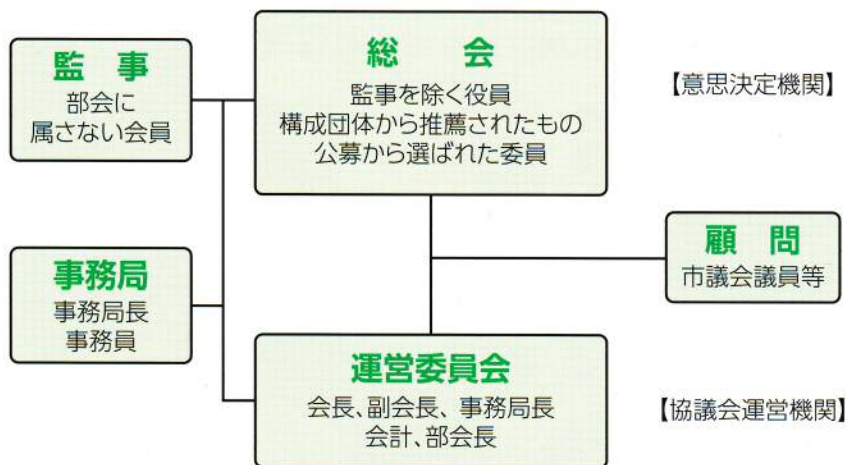 監　事
部会に
属さない会員
総　　会
監事を除く役員
構成団体から推薦されたもの
公募から選ばれた委員
【意思決定機関】
顧　問
市議会議員等
事務局
事務局長
事務員
運営委員会
会長、副会長、事務局長
会計、部会長
【協議会運営機関】